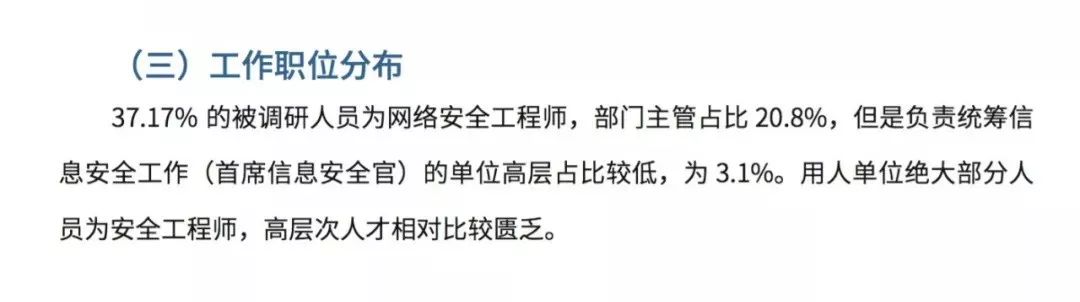 （三）工作职位分布
37.17% 的被调研人员为网络安全工程师，部门主管占比 20.8%，但是负责统筹信
息安全工作（首席信息安全官）的单位高层占比较低，为 3.1%。用人单位绝大部分人
员为安全工程师，高层次人才相对比较匮乏。